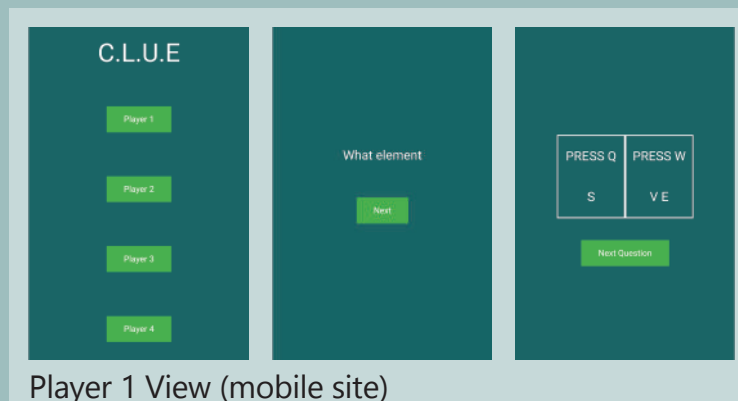 C.L.U.E
Player 1
Player 2
Player 3
Player 4
What element
Next
PRESS Q PRESS W
S V E
Next Question
Player 1 View (mobile site)